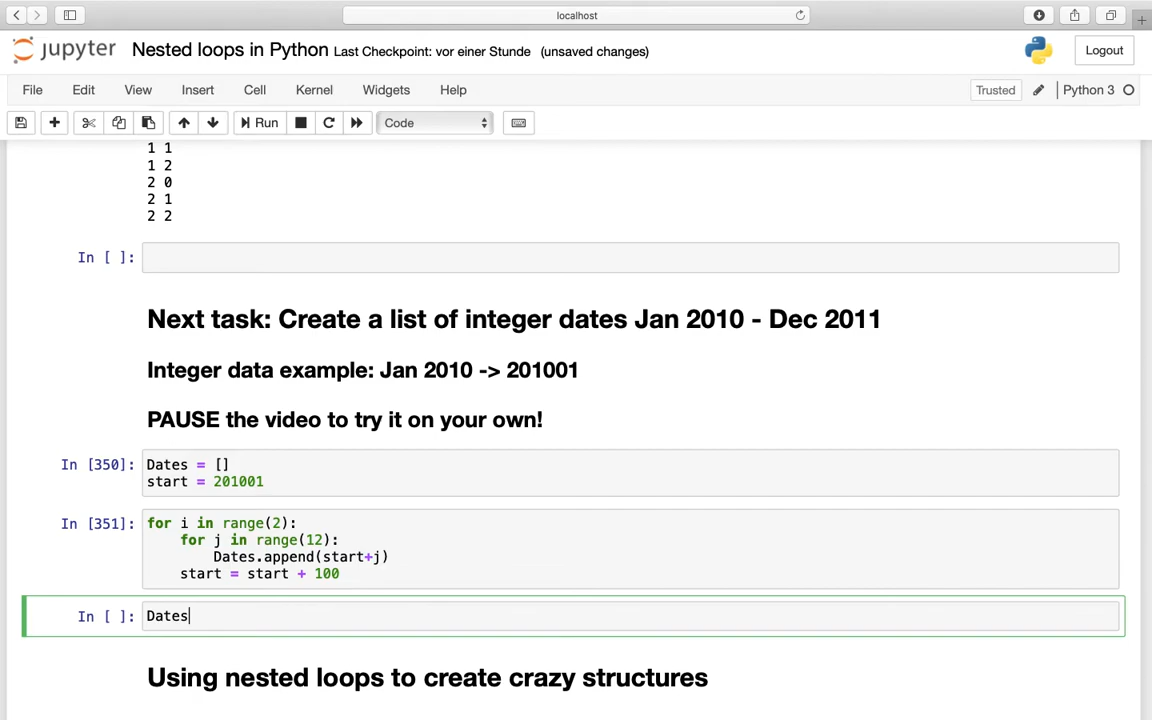 localhost
jupyter Nested loops in Python Last Checkpoint: vor einer Stunde (unsaved changes) Logout
File Edit View Insert Cell Kernel Widgets Help Trusted Python 3
Run Code
1 1
1 2
2 0
2 1
2 2
In [ ]:
Next task: Create a list of integer dates Jan 2010 - Dec 2011
Integer data example: Jan 2010 -> 201001
PAUSE the video to try it on your own!
In [350]: Dates = []
start = 201001
In [351]: for i in range(2):
for j in range(12):
Dates.append(start+j)
start = start + 100
In [ ]: Dates
Using nested loops to create crazy structures